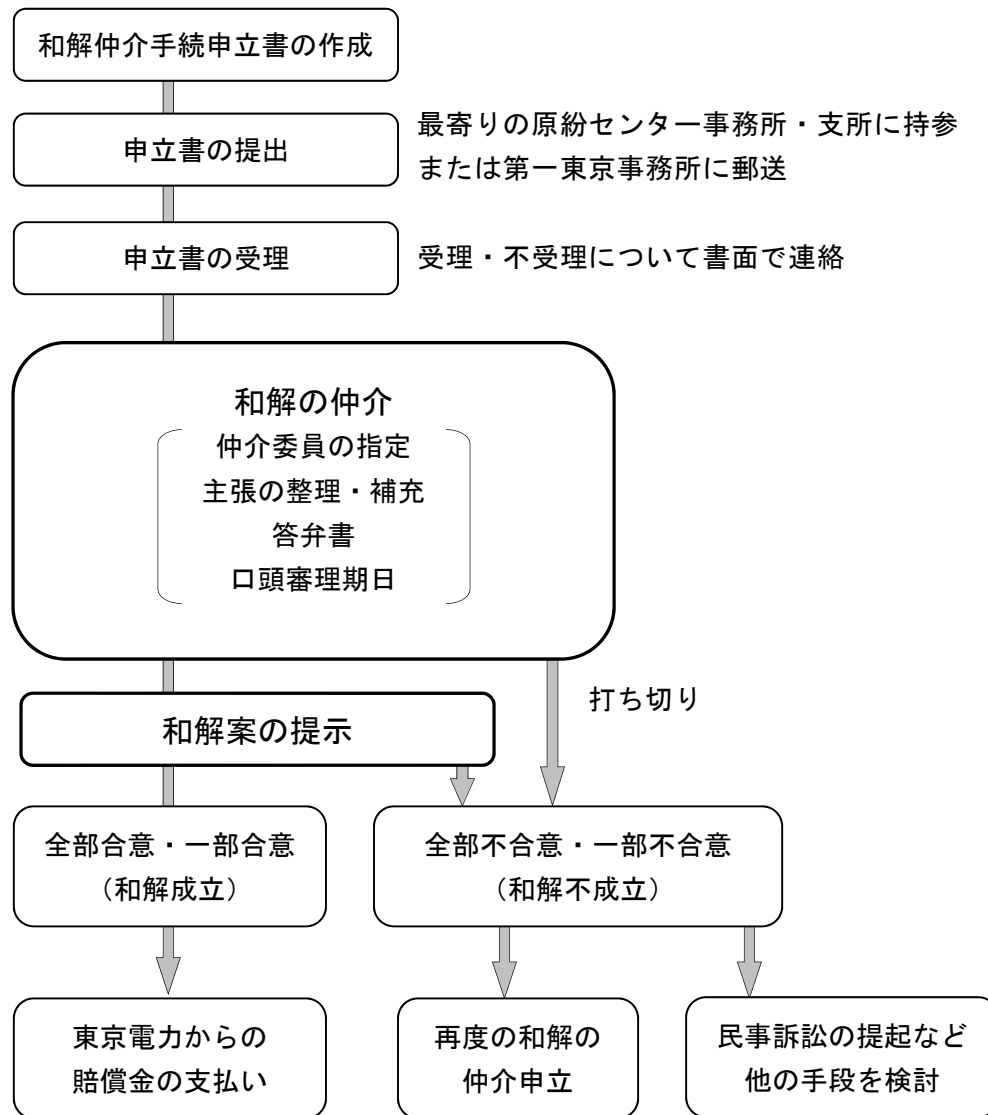 和解仲介手続申立書の作成
申立書の提出
最寄りの原紛センター事務所・支所に持参
または第一東京事務所に郵送
申立書の受理
受理・不受理について書面で連絡
和解の仲介
仲介委員の指定
主張の整理・補充
答弁書
口頭審理期日
打ち切り
和解案の提示
全部合意・一部合意
（和解成立）
全部不合意・一部不合意
（和解不成立）
東京電力からの
賠償金の支払い
再度の和解の
仲介申立
民事訴訟の提起など
他の手段を検討